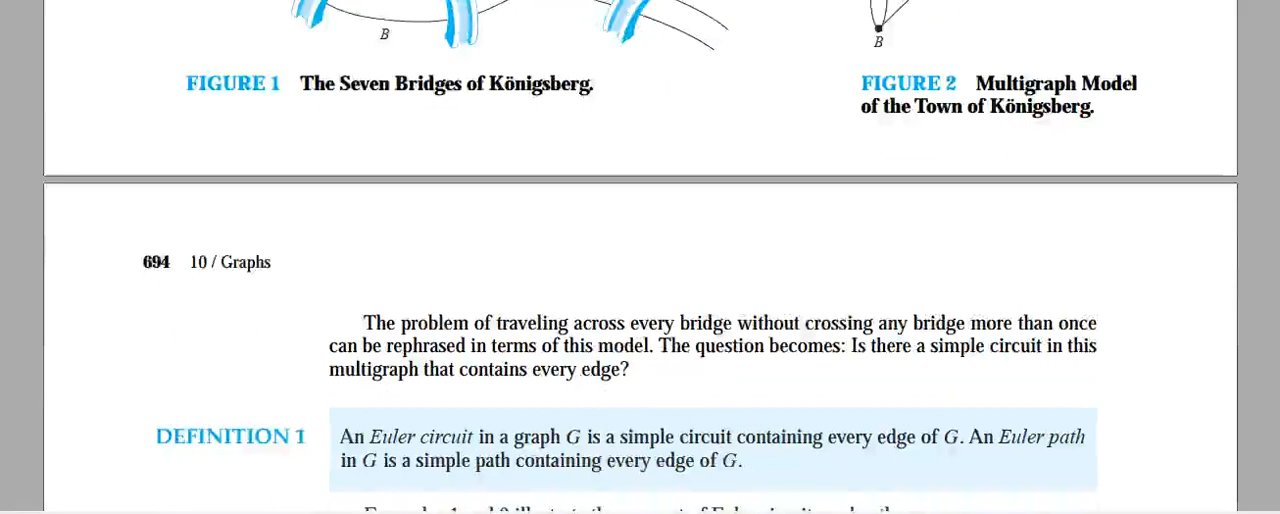 B
B
FIGURE 1 The Seven Bridges of Königsberg.
FIGURE 2 Multigraph Model
of the Town of Königsberg.
694 10 / Graphs
The problem of traveling across every bridge without crossing any bridge more than once
can be rephrased in terms of this model. The question becomes: Is there a simple circuit in this
multigraph that contains every edge?
DEFINITION 1
An Euler circuit in a graph G is a simple circuit containing every edge of G. An Euler path
in G is a simple path containing every edge of G.